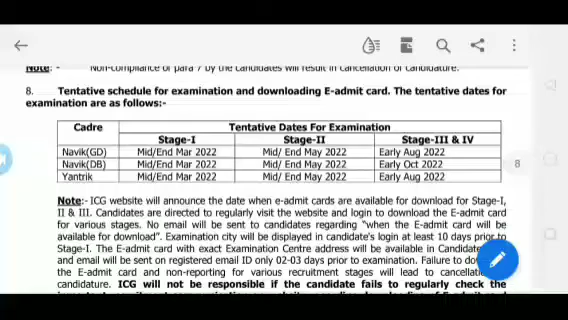 Note: - Non-compliance of para 7 by the candidates will result in cancellation of candidature.
8. Tentative schedule for examination and downloading E-admit card. The tentative dates for
examination are as follows:-
Cadre Tentative Dates For Examination
Stage-I Stage-II Stage-III & IV
Navik(GD) Mid/End Mar 2022 Mid/ End May 2022 Early Aug 2022
Navik(DB) Mid/End Mar 2022 Mid/ End May 2022 Early Oct 2022
Yantrik Mid/End Mar 2022 Mid/ End May 2022 Early Aug 2022
8
Note:- ICG website will announce the date when e-admit cards are available for download for Stage-I,
II & III. Candidates are directed to regularly visit the website and login to download the E-admit card
for various stages. No email will be sent to candidates regarding "when the E-admit card will be
available for download". Examination city will be displayed in candidate's login at least 10 days prior to
Stage-I. The E-admit card with exact Examination Centre address will be available in
and email will be sent on registered email ID only 02-03 days prior to examination. Failure to
the E-admit card and non-reporting for various recruitment stages will lead to
candidature. ICG will not be responsible if the candidate fails to regularly check the